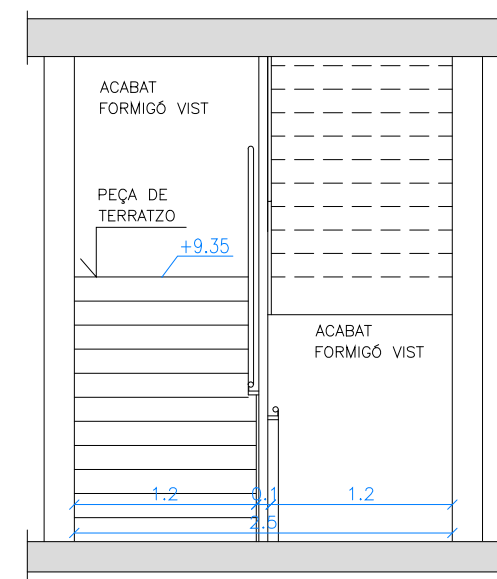 ACABAT
FORMIGÓ VIST
PEÇA DE
TERRATZO
+9.35
ACABAT
FORMIGÓ VIST
1.2
0.1
1.2
2.5